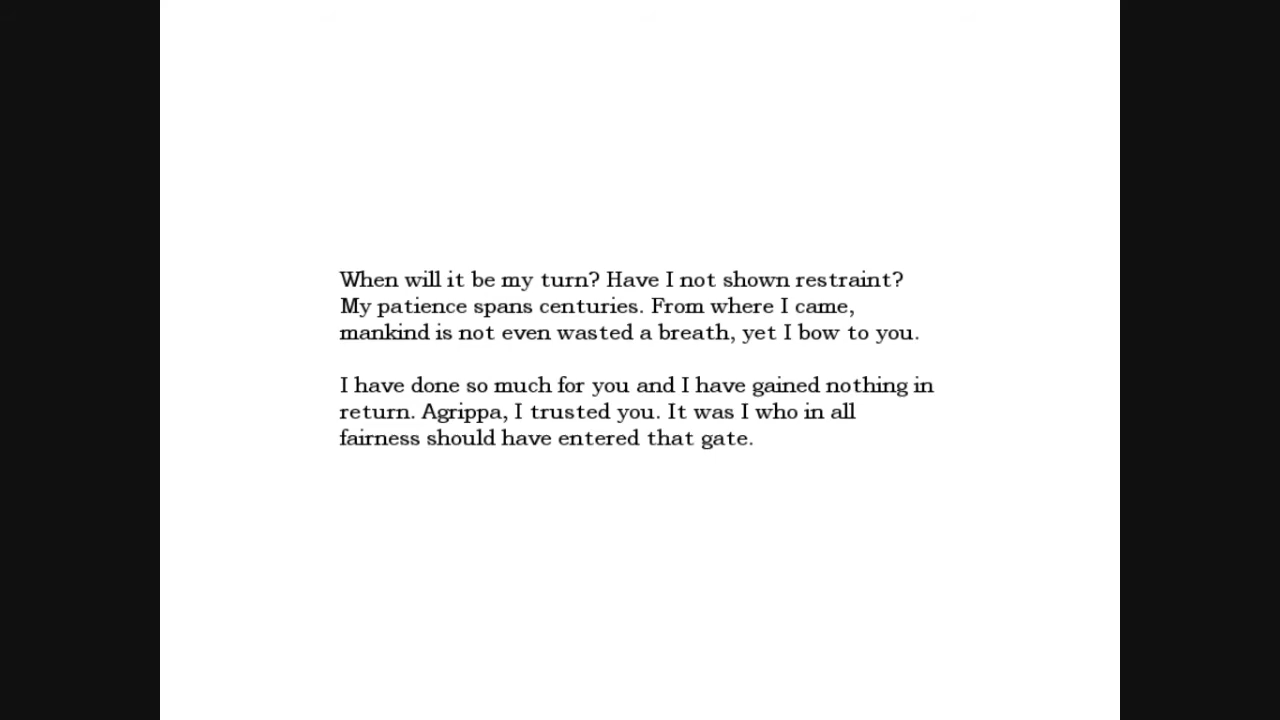 When will it be my turn? Have I not shown restraint?
My patience spans centuries. From where I came,
mankind is not even wasted a breath, yet I bow to you.
I have done so much for you and I have gained nothing in
return. Agrippa, I trusted you. It was I who in all
fairness should have entered that gate.